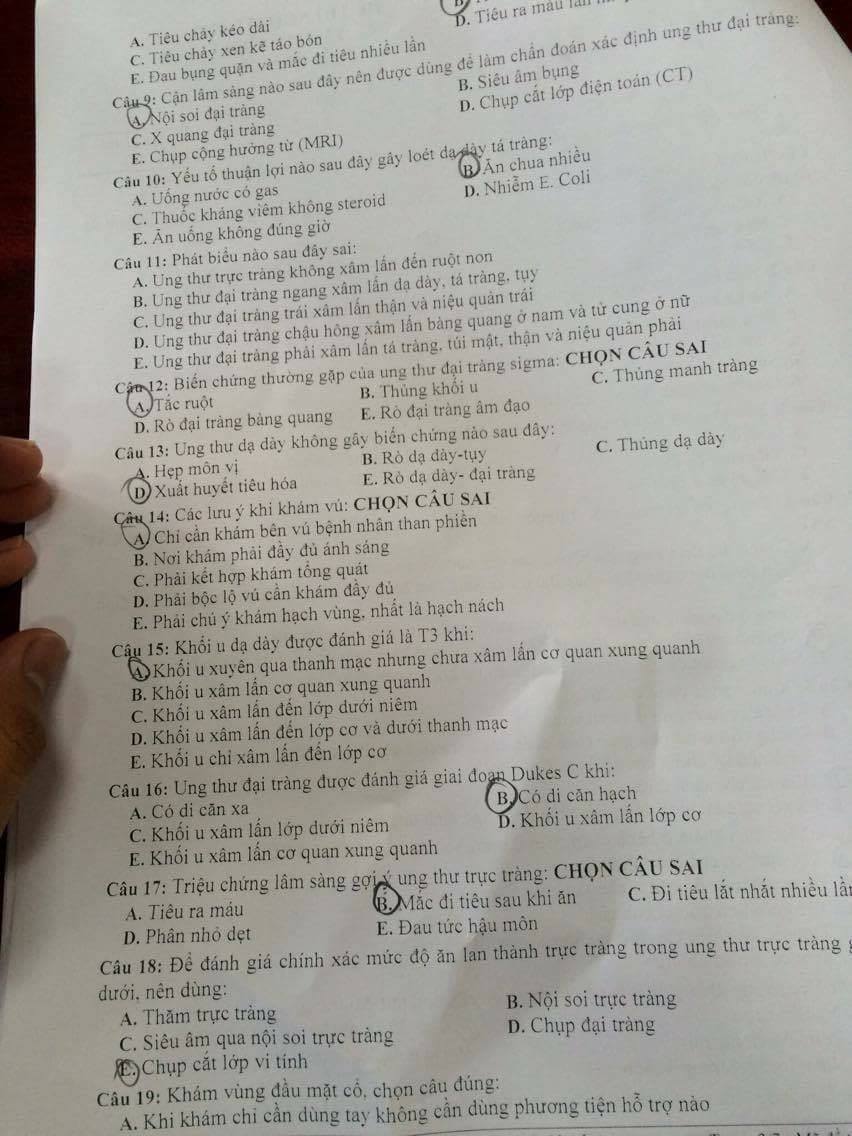 D. Tiêu ra máu
A. Tiêu chảy kéo dài
C. Tiêu chảy xen kẽ táo bón
E. Đau bụng quặn và mắc đi tiêu nhiều lần
Câu 9: Cận lâm sàng nào sau đây nên được dùng để làm chẩn đoán xác định ung thư đại tràng:
A. Nội soi đại tràng B. Siêu âm bụng
C. X quang đại tràng D. Chụp cắt lớp điện toán (CT)
E. Chụp cộng hưởng từ (MRI)
Câu 10: Yếu tố thuận lợi nào sau đây gây loét dạ dày tá tràng:
A. Uống nước có gas B. Ăn chua nhiều
C. Thuốc kháng viêm không steroid D. Nhiễm E. Coli
E. Ăn uống không đúng giờ
Câu 11: Phát biểu nào sau đây sai:
A. Ung thư trực tràng không xâm lấn đến ruột non
B. Ung thư đại tràng ngang xâm lấn dạ dày, tá tràng, tụy
C. Ung thư đại tràng trái xâm lấn thận và niệu quản trái
D. Ung thư đại tràng chậu hông xâm lấn bàng quang ở nam và tử cung ở nữ
E. Ung thư đại tràng phải xâm lấn tá tràng, túi mật, thận và niệu quản phải
Câu 12: Biến chứng thường gặp của ung thư đại tràng sigma: CHỌN CÂU SAI
A. Tắc ruột B. Thủng khối u C. Thủng manh tràng
D. Rò đại tràng bàng quang E. Rò đại tràng âm đạo
Câu 13: Ung thư dạ dày không gây biến chứng nào sau đây:
A. Hẹp môn vị B. Rò dạ dày-tụy C. Thủng dạ dày
D. Xuất huyết tiêu hóa E. Rò dạ dày- đại tràng
Câu 14: Các lưu ý khi khám vú: CHỌN CÂU SAI
A. Chỉ cần khám bên vú bệnh nhân than phiền
B. Nơi khám phải đầy đủ ánh sáng
C. Phải kết hợp khám tổng quát
D. Phải bộc lộ vú cần khám đầy đủ
E. Phải chú ý khám hạch vùng, nhất là hạch nách
Câu 15: Khối u dạ dày được đánh giá là T3 khi:
A. Khối u xuyên qua thanh mạc nhưng chưa xâm lấn cơ quan xung quanh
B. Khối u xâm lấn cơ quan xung quanh
C. Khối u xâm lấn đến lớp dưới niêm
D. Khối u xâm lấn đến lớp cơ và dưới thanh mạc
E. Khối u chỉ xâm lấn đến lớp cơ
Câu 16: Ung thư đại tràng được đánh giá giai đoạn Dukes C khi:
A. Có di căn xa B. Có di căn hạch
C. Khối u xâm lấn lớp dưới niêm D. Khối u xâm lấn lớp cơ
E. Khối u xâm lấn cơ quan xung quanh
Câu 17: Triệu chứng lâm sàng gợi ý ung thư trực tràng: CHỌN CÂU SAI
A. Tiêu ra máu B. Mắc đi tiêu sau khi ăn C. Đi tiêu lắt nhắt nhiều lần
D. Phân nhỏ dẹt E. Đau tức hậu môn
Câu 18: Để đánh giá chính xác mức độ ăn lan thành trực tràng trong ung thư trực tràng
dưới, nên dùng:
A. Thăm trực tràng B. Nội soi trực tràng
C. Siêu âm qua nội soi trực tràng D. Chụp đại tràng
E. Chụp cắt lớp vi tính
Câu 19: Khám vùng đầu mặt cổ, chọn câu đúng:
A. Khi khám chỉ cần dùng tay không cần dùng phương tiện hỗ trợ nào